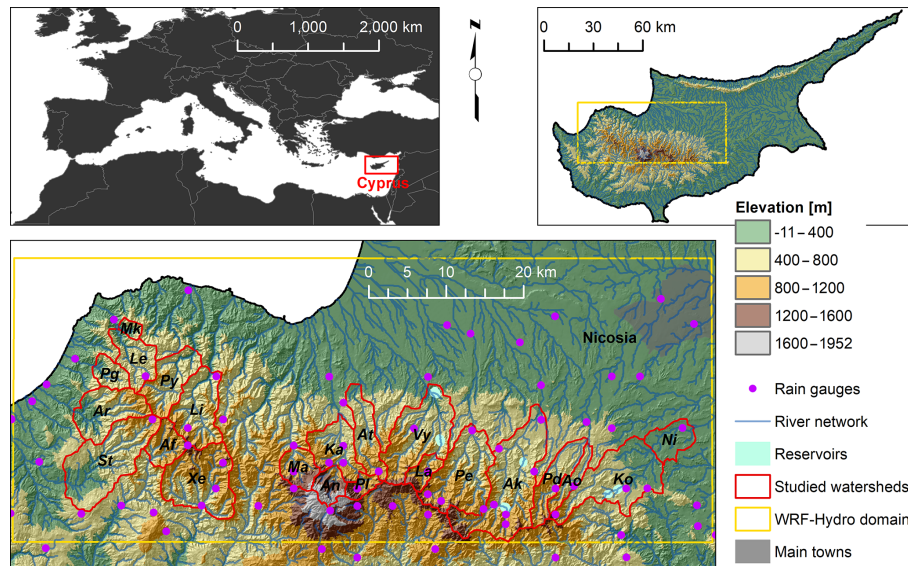 0 1,000 2,000 km
Cyprus
N
0 30 60 km
Elevation [m]
-11–400
400–800
800–1200
1200–1600
1600–1952
Rain gauges
River network
Reservoirs
Studied watersheds
WRF-Hydro domain
Main towns
0 5 10 20 km
Nicosia
Mk
Le
Pg
Py
Ar
Li
Af
St
Xe
Ma
Ka
At
An
Pl
Vy
La
Pe
Ak
Pd
Ao
Ko
Ni